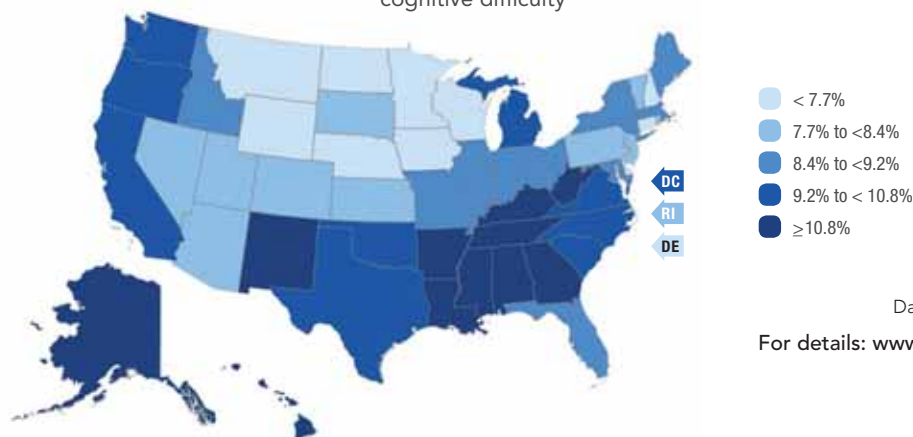 cognitive difficulty
DC
RI
DE
< 7.7%
7.7% to <8.4%
8.4% to <9.2%
9.2% to < 10.8%
≥10.8%
Da
For details: www